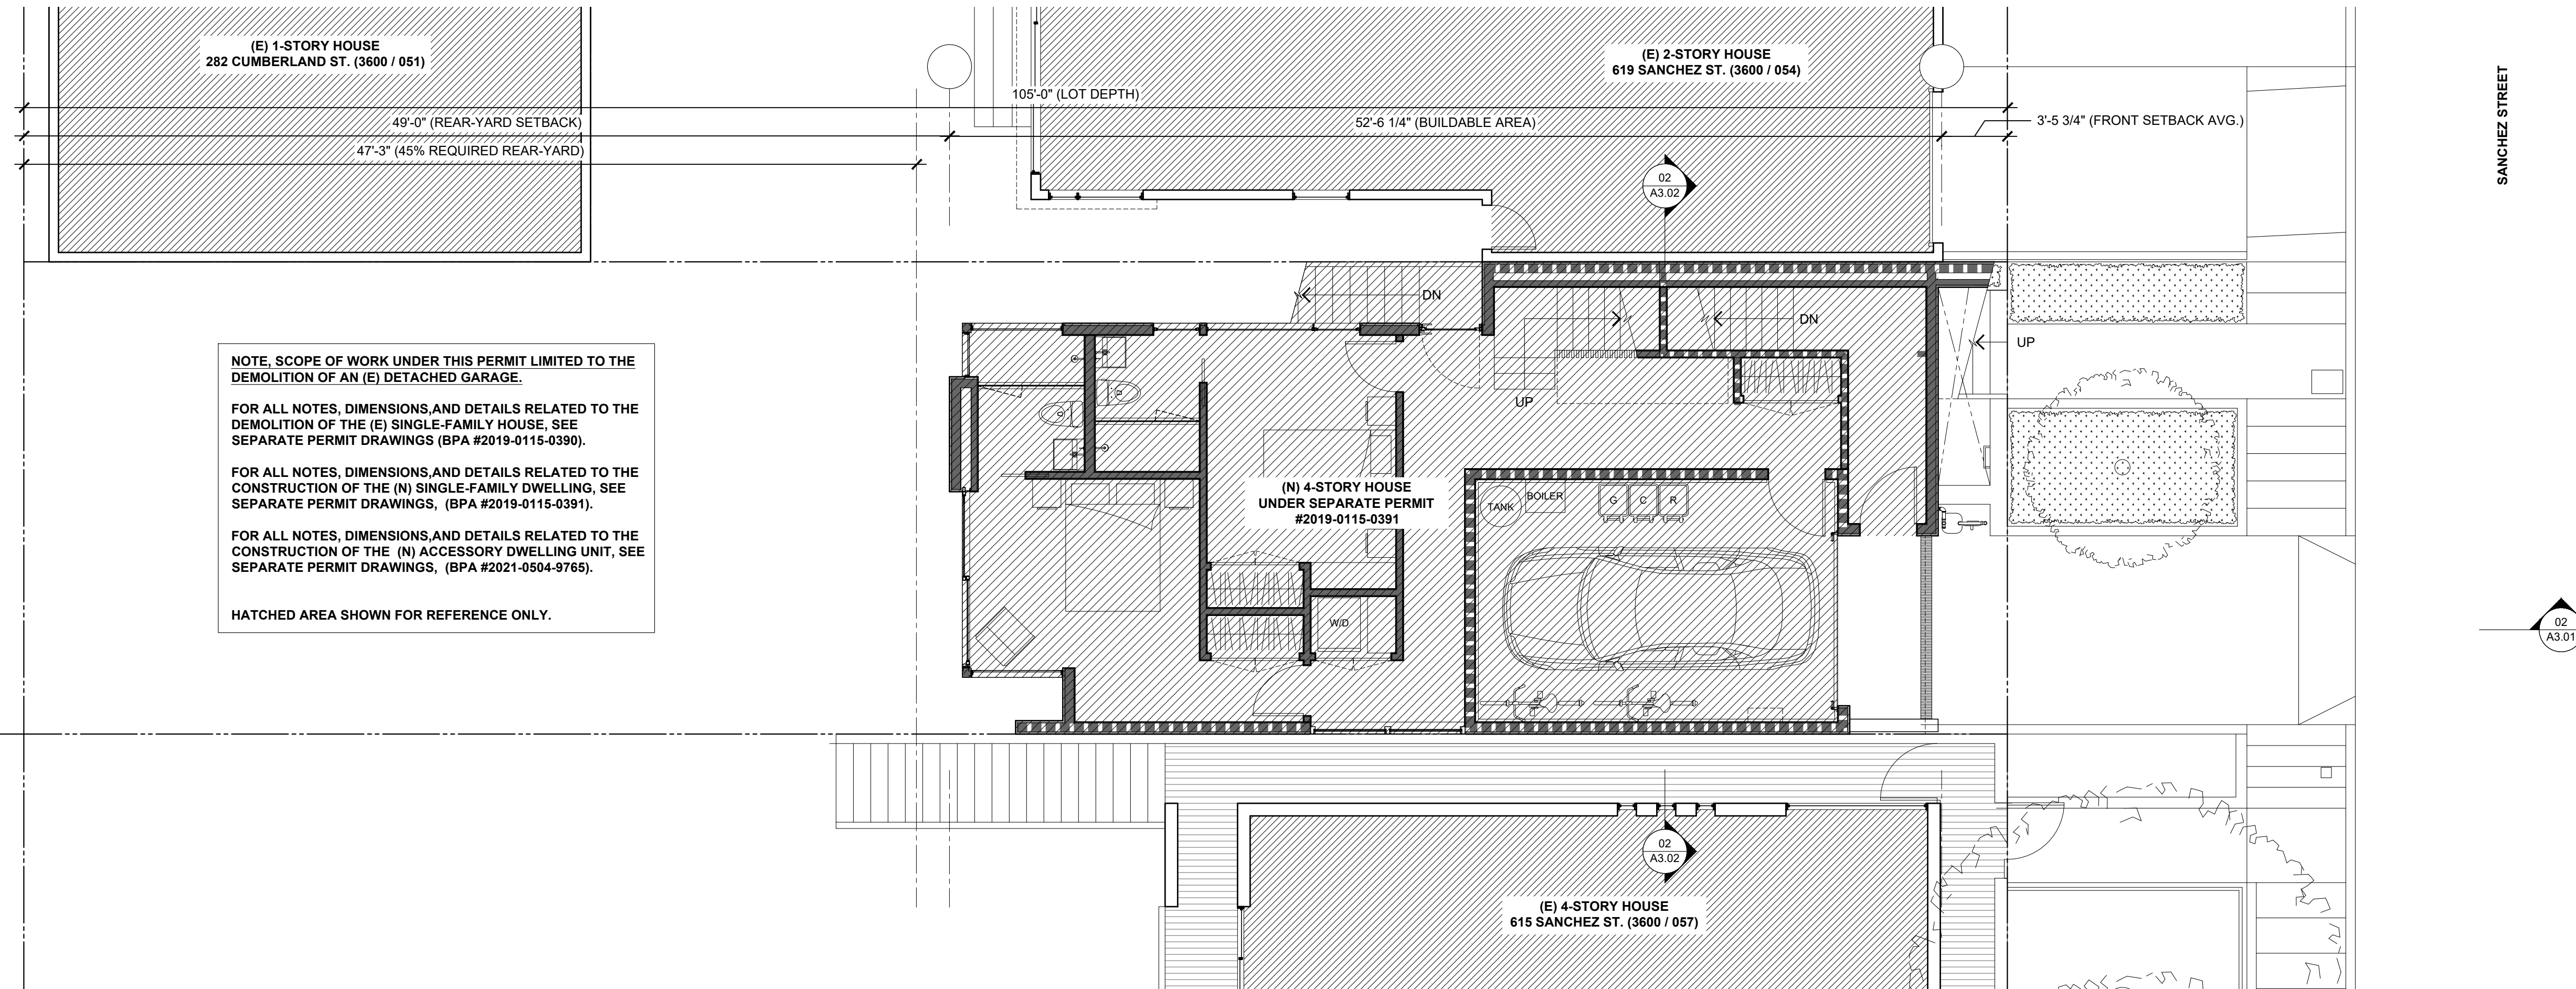 (E) 1-STORY HOUSE
282 CUMBERLAND ST. (3600 / 051)
(E) 2-STORY HOUSE
619 SANCHEZ ST. (3600 / 054)
SANCHEZ STREET
105'-0" (LOT DEPTH)
49'-0" (REAR-YARD SETBACK)
52'-6 1/4" (BUILDABLE AREA)
3'-5 3/4" (FRONT SETBACK AVG.)
47'-3" (45% REQUIRED REAR-YARD)
02
A3.02
DN
DN
UP
UP
NOTE, SCOPE OF WORK UNDER THIS PERMIT LIMITED TO THE
DEMOLITION OF AN (E) DETACHED GARAGE.
FOR ALL NOTES, DIMENSIONS,AND DETAILS RELATED TO THE
DEMOLITION OF THE (E) SINGLE-FAMILY HOUSE, SEE
SEPARATE PERMIT DRAWINGS (BPA #2019-0115-0390).
FOR ALL NOTES, DIMENSIONS,AND DETAILS RELATED TO THE
CONSTRUCTION OF THE (N) SINGLE-FAMILY DWELLING, SEE
SEPARATE PERMIT DRAWINGS, (BPA #2019-0115-0391).
FOR ALL NOTES, DIMENSIONS,AND DETAILS RELATED TO THE
CONSTRUCTION OF THE (N) ACCESSORY DWELLING UNIT, SEE
SEPARATE PERMIT DRAWINGS, (BPA #2021-0504-9765).
HATCHED AREA SHOWN FOR REFERENCE ONLY.
(N) 4-STORY HOUSE
UNDER SEPARATE PERMIT
#2019-0115-0391
TANK
BOILER
G C R
W/D
02
A3.01
02
A3.02
(E) 4-STORY HOUSE
615 SANCHEZ ST. (3600 / 057)